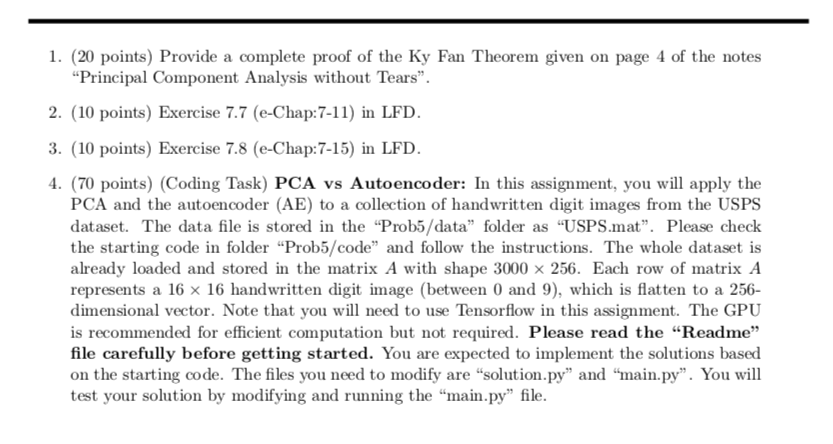 1. (20 points) Provide a complete proof of the Ky Fan Theorem given on page 4 of the notes
“Principal Component Analysis without Tears”.
2. (10 points) Exercise 7.7 (e-Chap:7-11) in LFD.
3. (10 points) Exercise 7.8 (e-Chap:7-15) in LFD.
4. (70 points) (Coding Task) PCA vs Autoencoder: In this assignment, you will apply the
PCA and the autoencoder (AE) to a collection of handwritten digit images from the USPS
dataset. The data file is stored in the “Prob5/data” folder as “USPS.mat”. Please check
the starting code in folder “Prob5/code” and follow the instructions. The whole dataset is
already loaded and stored in the matrix A with shape 3000 × 256. Each row of matrix A
represents a 16 × 16 handwritten digit image (between 0 and 9), which is flatten to a 256-
dimensional vector. Note that you will need to use Tensorflow in this assignment. The GPU
is recommended for efficient computation but not required. Please read the “Readme”
file carefully before getting started. You are expected to implement the solutions based
on the starting code. The files you need to modify are “solution.py” and “main.py”. You will
test your solution by modifying and running the “main.py” file.